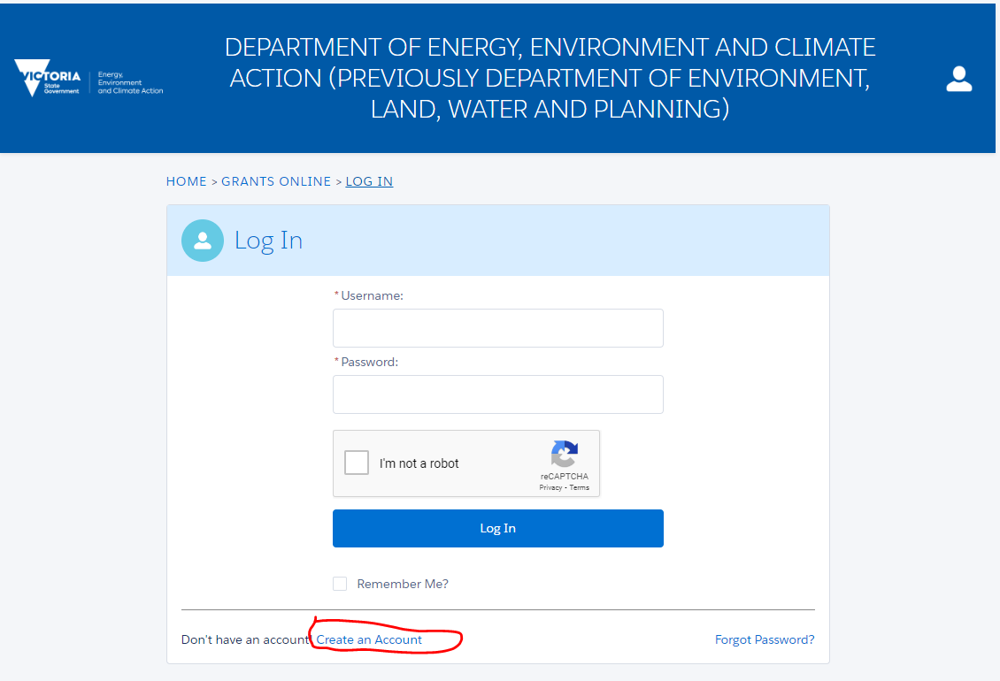 VICTORIA
State
Government
Energy,
Environment
and Climate Action
DEPARTMENT OF ENERGY, ENVIRONMENT AND CLIMATE
ACTION (PREVIOUSLY DEPARTMENT OF ENVIRONMENT,
LAND, WATER AND PLANNING)
HOME > GRANTS ONLINE > LOG IN
Log In
*Username:
*Password:
I'm not a robot
reCAPTCHA
Privacy - Terms
Log In
Remember Me?
Don't have an account? Create an Account
Forgot Password?